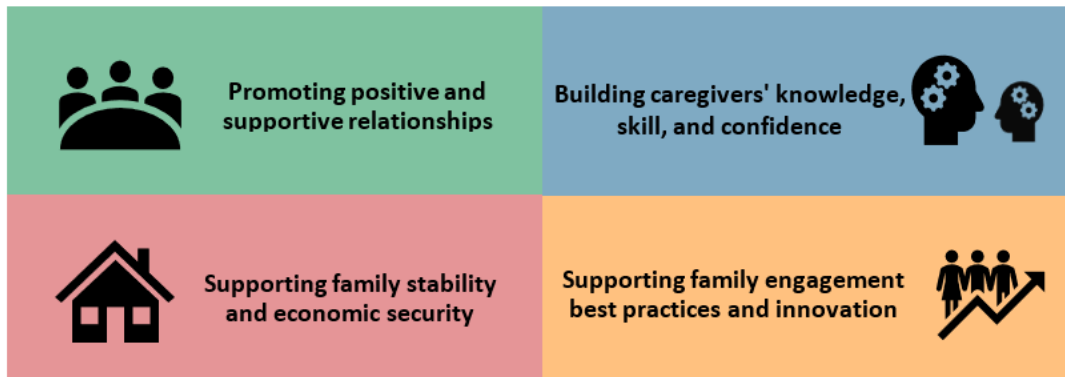 Promoting positive and
supportive relationships
Building caregivers' knowledge,
skill, and confidence
Supporting family stability
and economic security
Supporting family engagement
best practices and innovation